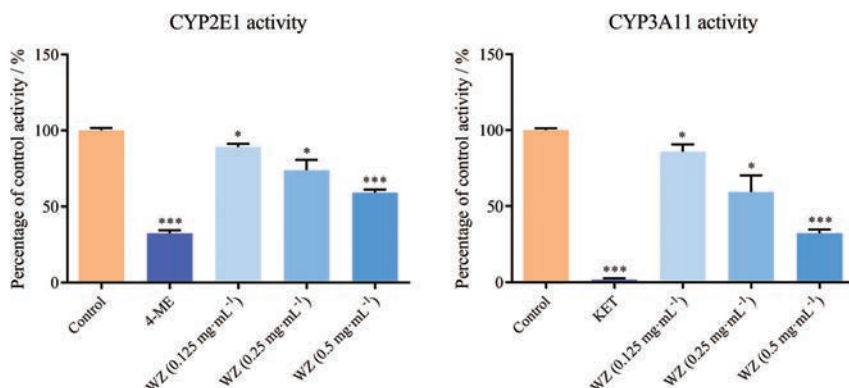 CYP2E1 activity
Percentage of control activity / %
150
100
50
0
*
*
***
***
Control
4-ME
WZ (0.125 mg·mL⁻¹)
WZ (0.25 mg·mL⁻¹)
WZ (0.5 mg·mL⁻¹)
CYP3A11 activity
Percentage of control activity / %
150
100
50
0
*
*
***
***
Control
KET
WZ (0.125 mg·mL⁻¹)
WZ (0.25 mg·mL⁻¹)
WZ (0.5 mg·mL⁻¹)